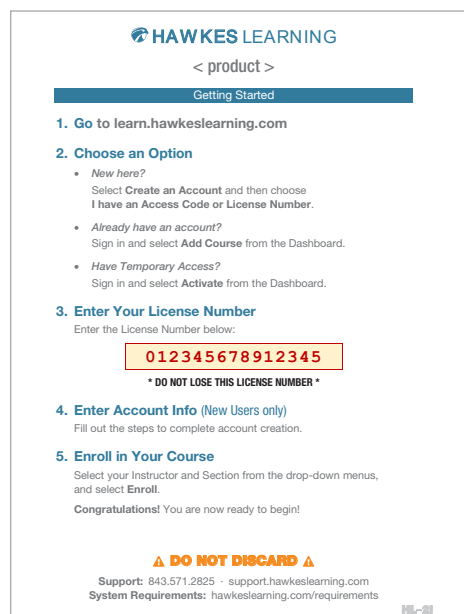 HAWKES LEARNING
< product >
Getting Started
1. Go to learn.hawkeslearning.com
2. Choose an Option
• New here?
Select Create an Account and then choose
I have an Access Code or License Number.
• Already have an account?
Sign in and select Add Course from the Dashboard.
• Have Temporary Access?
Sign in and select Activate from the Dashboard.
3. Enter Your License Number
Enter the License Number below:
012345678912345
* DO NOT LOSE THIS LICENSE NUMBER *
4. Enter Account Info (New Users only)
Fill out the steps to complete account creation.
5. Enroll in Your Course
Select your Instructor and Section from the drop-down menus,
and select Enroll.
Congratulations! You are now ready to begin!
DO NOT DISCARD
Support: 843.571.2825 · support.hawkeslearning.com
System Requirements: hawkeslearning.com/requirements
HL-21